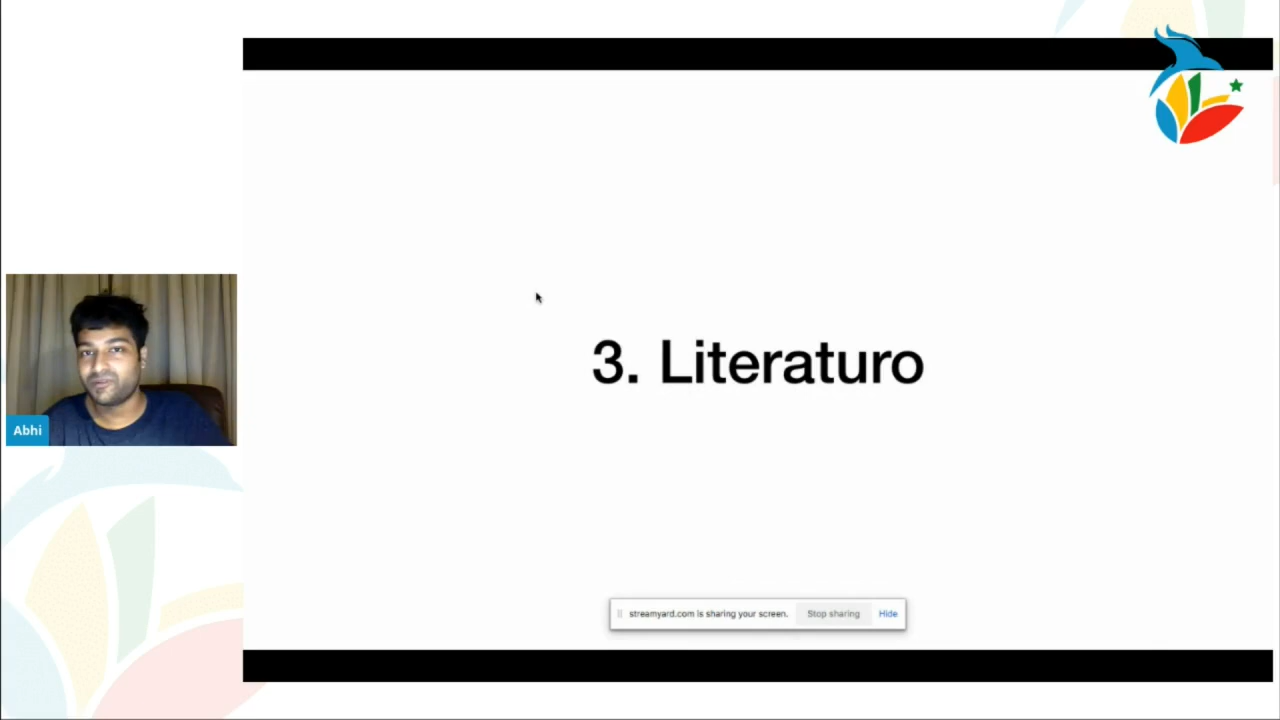 3. Literaturo
Abhi
streamyard.com is sharing your screen. Stop sharing Hide